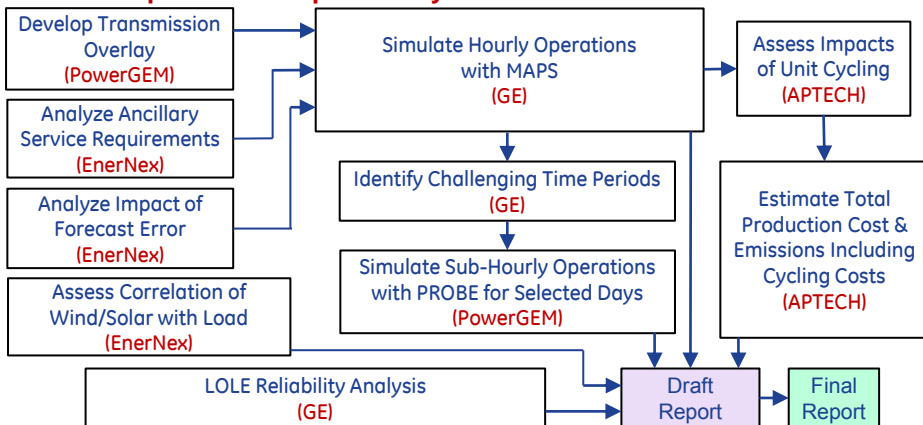 Develop Transmission
Overlay
(PowerGEM)
Simulate Hourly Operations
with MAPS
(GE)
Assess Impacts
of Unit Cycling
(APTECH)
Analyze Ancillary
Service Requirements
(EnerNex)
Identify Challenging Time Periods
(GE)
Analyze Impact of
Forecast Error
(EnerNex)
Estimate Total
Production Cost &
Emissions Including
Cycling Costs
(APTECH)
Simulate Sub-Hourly Operations
with PROBE for Selected Days
(PowerGEM)
Assess Correlation of
Wind/Solar with Load
(EnerNex)
LOLE Reliability Analysis
(GE)
Draft
Report
Final
Report